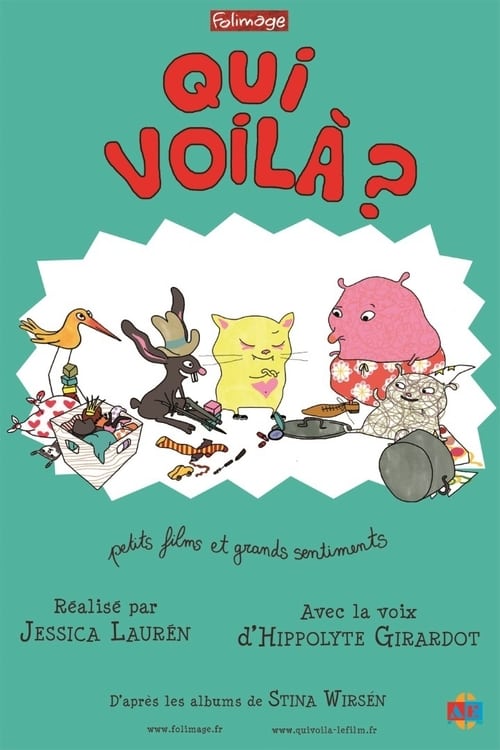 Folimage
QUI
VOILÀ?
petits films et grands sentiments
Réalisé par
JESSICA LAURÉN
Avec la voix
d'HIPPOLYTE GIRARDOT
D'après les albums de STINA WIRSÉN
www.folimage.fr
www.quivoila-lefilm.fr